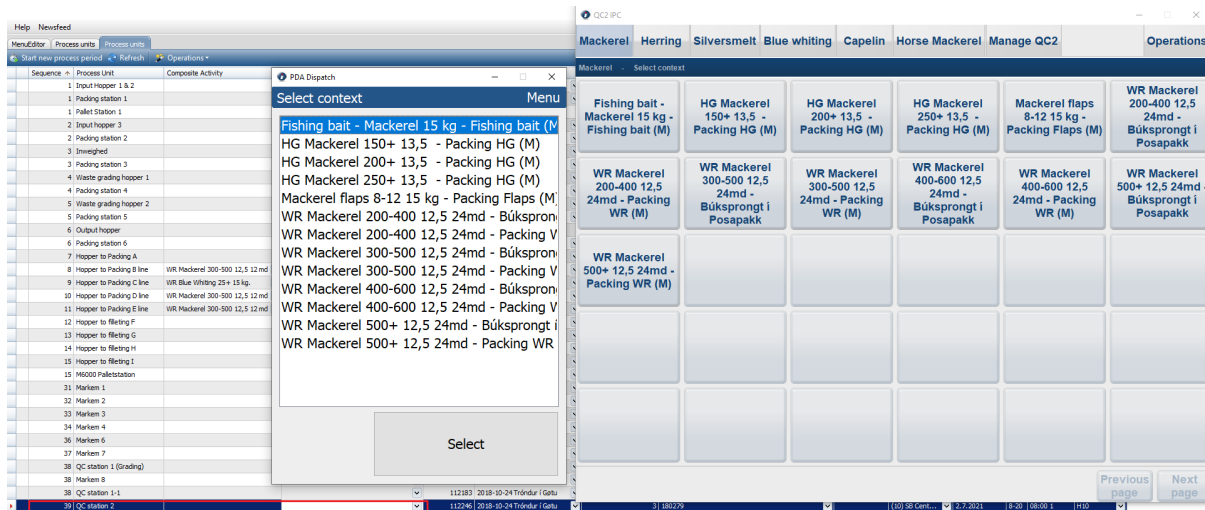 Help Newsfeed
MenuEditor Process units Process units
Start new process period Refresh Operations
Sequence Process Unit Composite Activity
1 Input Hopper 1 & 2
1 Packing station 1
1 Pallet Station 1
2 Input hopper 3
2 Packing station 2
3 Inweighed
3 Packing station 3
4 Waste grading hopper 1
4 Packing station 4
5 Waste grading hopper 2
5 Packing station 5
6 Output hopper
6 Packing station 6
7 Hopper to Packing A
8 Hopper to Packing B line WR Mackerel 300-500 12,5 12 md
9 Hopper to Packing C line WR Blue Whiting 25+ 15 kg.
10 Hopper to Packing D line WR Mackerel 300-500 12,5 12 md
11 Hopper to Packing E line WR Mackerel 300-500 12,5 12 md
12 Hopper to filleting F
13 Hopper to filleting G
14 Hopper to filleting H
15 Hopper to filleting I
15 M6000 Palletstation
31 Markem 1
32 Markem 2
33 Markem 3
34 Markem 4
36 Markem 6
37 Markem 7
38 QC station 1 (Grading)
38 Markem 8
38 QC station 1-1 112183 2018-10-24 Tróndur í Gøtu
39 QC station 2 112246 2018-10-24 Tróndur í Gøtu 3 180279 (10) SB Cent... 2.7.2021 8-20 08:00 1 H10
PDA Dispatch
Select context Menu
Fishing bait - Mackerel 15 kg - Fishing bait (M
HG Mackerel 150+ 13,5 - Packing HG (M)
HG Mackerel 200+ 13,5 - Packing HG (M)
HG Mackerel 250+ 13,5 - Packing HG (M)
Mackerel flaps 8-12 15 kg - Packing Flaps (M)
WR Mackerel 200-400 12,5 24md - Búkspron
WR Mackerel 200-400 12,5 24md - Packing W
WR Mackerel 300-500 12,5 24md - Búkspron
WR Mackerel 300-500 12,5 24md - Packing W
WR Mackerel 400-600 12,5 24md - Búkspron
WR Mackerel 400-600 12,5 24md - Packing W
WR Mackerel 500+ 12,5 24md - Búksprongt í
WR Mackerel 500+ 12,5 24md - Packing WR
Select
QC2 IPC
Mackerel Herring Silversmelt Blue whiting Capelin Horse Mackerel Manage QC2 Operations
Mackerel - Select context
Fishing bait -
Mackerel 15 kg -
Fishing bait (M)
HG Mackerel
150+ 13,5 -
Packing HG (M)
HG Mackerel
200+ 13,5 -
Packing HG (M)
HG Mackerel
250+ 13,5 -
Packing HG (M)
Mackerel flaps
8-12 15 kg -
Packing Flaps (M)
WR Mackerel
200-400 12,5
24md -
Búksprongt í
Posapakk
WR Mackerel
200-400 12,5
24md - Packing
WR (M)
WR Mackerel
300-500 12,5
24md -
Búksprongt í
Posapakk
WR Mackerel
300-500 12,5
24md - Packing
WR (M)
WR Mackerel
400-600 12,5
24md -
Búksprongt í
Posapakk
WR Mackerel
400-600 12,5
24md - Packing
WR (M)
WR Mackerel
500+ 12,5 24md -
Búksprongt í
Posapakk
WR Mackerel
500+ 12,5 24md -
Packing WR (M)
Previous
page
Next
page